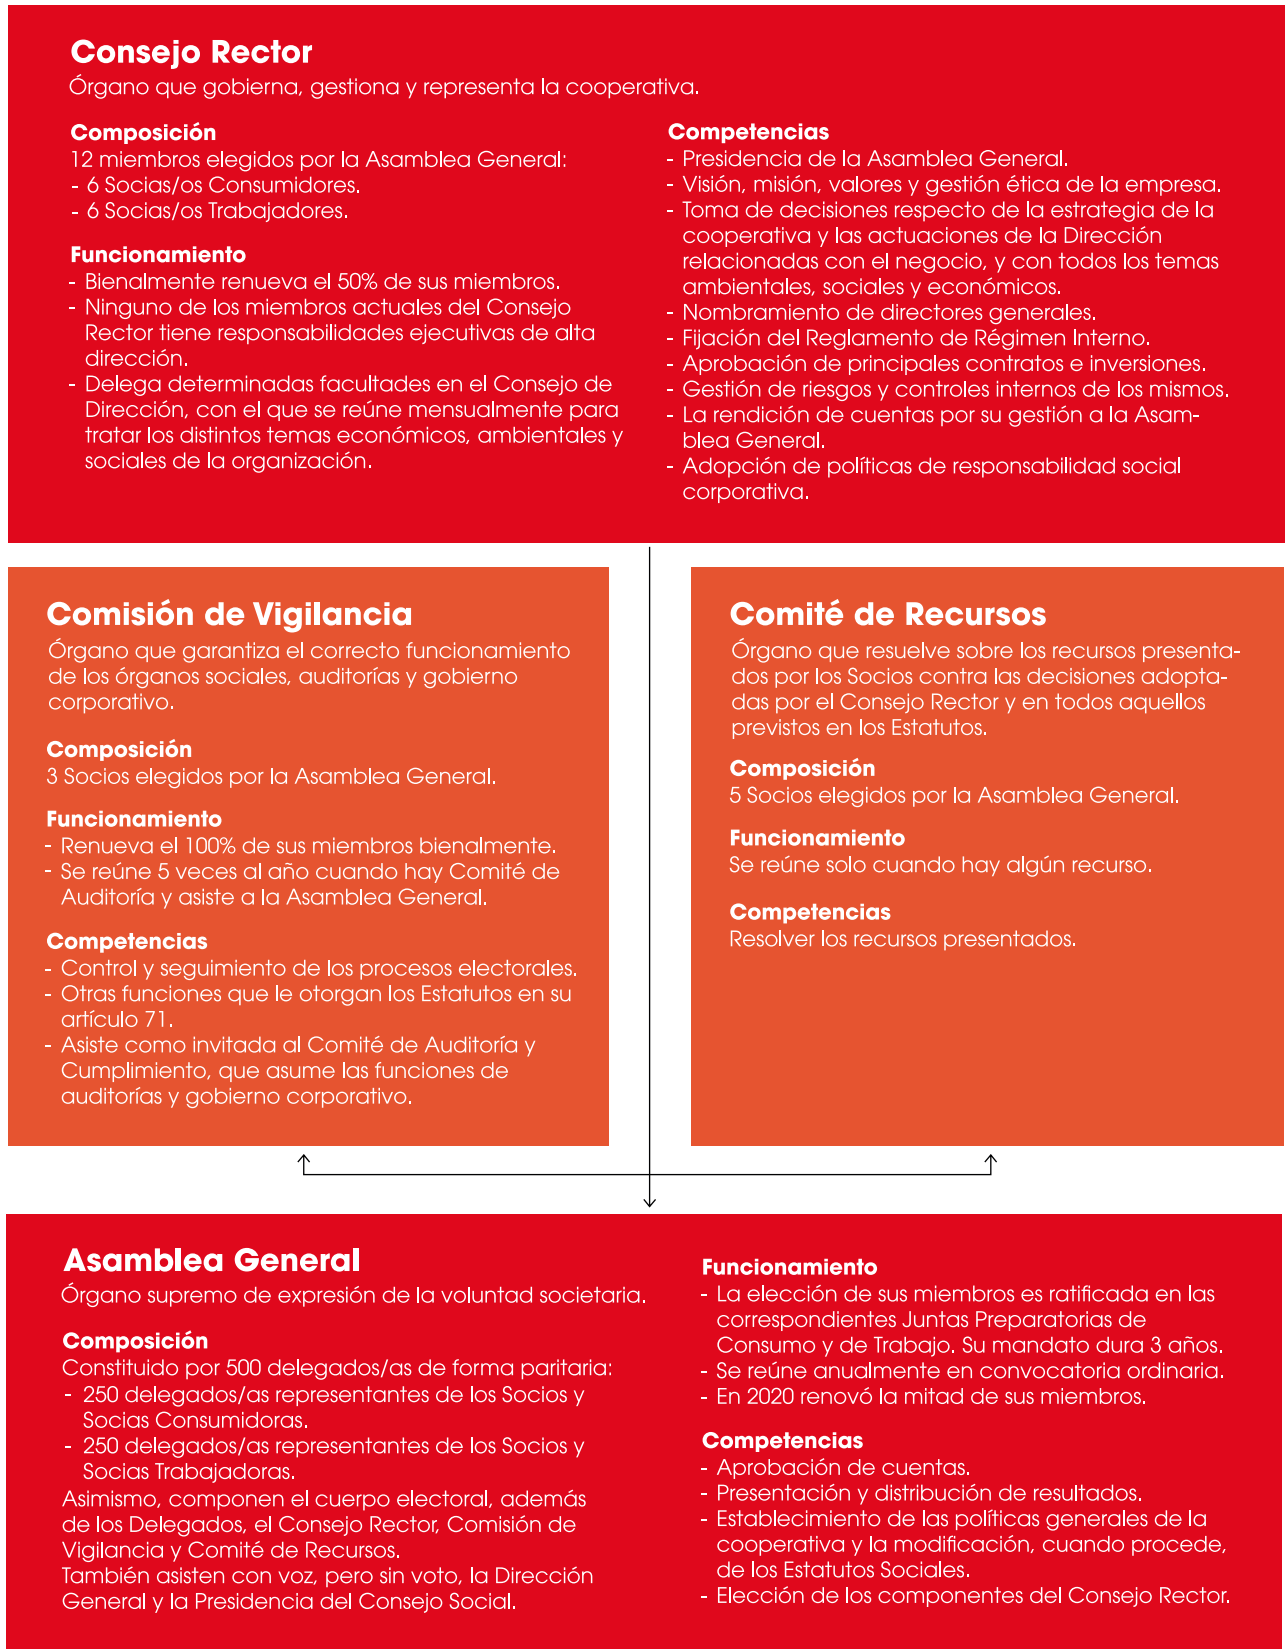 Consejo Rector
Órgano que gobierna, gestiona y representa la cooperativa.
Composición
12 miembros elegidos por la Asamblea General:
- 6 Socias/os Consumidores.
- 6 Socias/os Trabajadores.
Funcionamiento
- Bienalmente renueva el 50% de sus miembros.
- Ninguno de los miembros actuales del Consejo
Rector tiene responsabilidades ejecutivas de alta
dirección.
- Delega determinadas facultades en el Consejo de
Dirección, con el que se reúne mensualmente para
tratar los distintos temas económicos, ambientales y
sociales de la organización.
Competencias
- Presidencia de la Asamblea General.
- Visión, misión, valores y gestión ética de la empresa.
- Toma de decisiones respecto de la estrategia de la
cooperativa y las actuaciones de la Dirección
relacionadas con el negocio, y con todos los temas
ambientales, sociales y económicos.
- Nombramiento de directores generales.
- Fijación del Reglamento de Régimen Interno.
- Aprobación de principales contratos e inversiones.
- Gestión de riesgos y controles internos de los mismos.
- La rendición de cuentas por su gestión a la Asam-
blea General.
- Adopción de políticas de responsabilidad social
corporativa.
Comisión de Vigilancia
Órgano que garantiza el correcto funcionamiento
de los órganos sociales, auditorías y gobierno
corporativo.
Composición
3 Socios elegidos por la Asamblea General.
Funcionamiento
- Renueva el 100% de sus miembros bienalmente.
- Se reúne 5 veces al año cuando hay Comité de
Auditoría y asiste a la Asamblea General.
Competencias
- Control y seguimiento de los procesos electorales.
- Otras funciones que le otorgan los Estatutos en su
artículo 71.
- Asiste como invitada al Comité de Auditoría y
Cumplimiento, que asume las funciones de
auditorías y gobierno corporativo.
Comité de Recursos
Órgano que resuelve sobre los recursos presenta-
dos por los Socios contra las decisiones adopta-
das por el Consejo Rector y en todos aquellos
previstos en los Estatutos.
Composición
5 Socios elegidos por la Asamblea General.
Funcionamiento
Se reúne solo cuando hay algún recurso.
Competencias
Resolver los recursos presentados.
Asamblea General
Órgano supremo de expresión de la voluntad societaria.
Composición
Constituido por 500 delegados/as de forma paritaria:
- 250 delegados/as representantes de los Socios y
Socias Consumidoras.
- 250 delegados/as representantes de los Socios y
Socias Trabajadoras.
Asimismo, componen el cuerpo electoral, además
de los Delegados, el Consejo Rector, Comisión de
Vigilancia y Comité de Recursos.
También asisten con voz, pero sin voto, la Dirección
General y la Presidencia del Consejo Social.
Funcionamiento
- La elección de sus miembros es ratificada en las
correspondientes Juntas Preparatorias de
Consumo y de Trabajo. Su mandato dura 3 años.
- Se reúne anualmente en convocatoria ordinaria.
- En 2020 renovó la mitad de sus miembros.
Competencias
- Aprobación de cuentas.
- Presentación y distribución de resultados.
- Establecimiento de las políticas generales de la
cooperativa y la modificación, cuando procede,
de los Estatutos Sociales.
- Elección de los componentes del Consejo Rector.